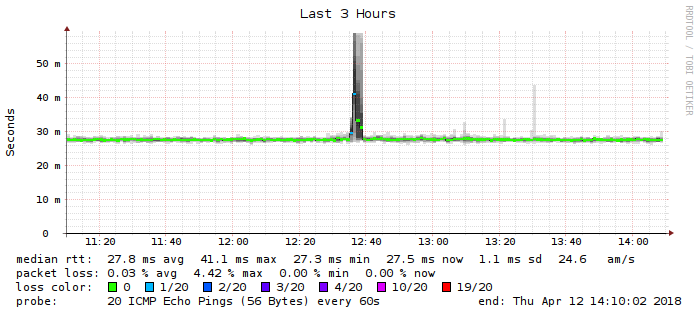 Last 3 Hours
RRDTOOL / TOBI OETIKER
Seconds
50 m
40 m
30 m
20 m
10 m
0
11:20 11:40 12:00 12:20 12:40 13:00 13:20 13:40 14:00
median rtt: 27.8 ms avg 41.1 ms max 27.3 ms min 27.5 ms now 1.1 ms sd 24.6 am/s
packet loss: 0.03 % avg 4.42 % max 0.00 % min 0.00 % now
loss color: 0 1/20 2/20 3/20 4/20 10/20 19/20
probe: 20 ICMP Echo Pings (56 Bytes) every 60s end: Thu Apr 12 14:10:02 2018